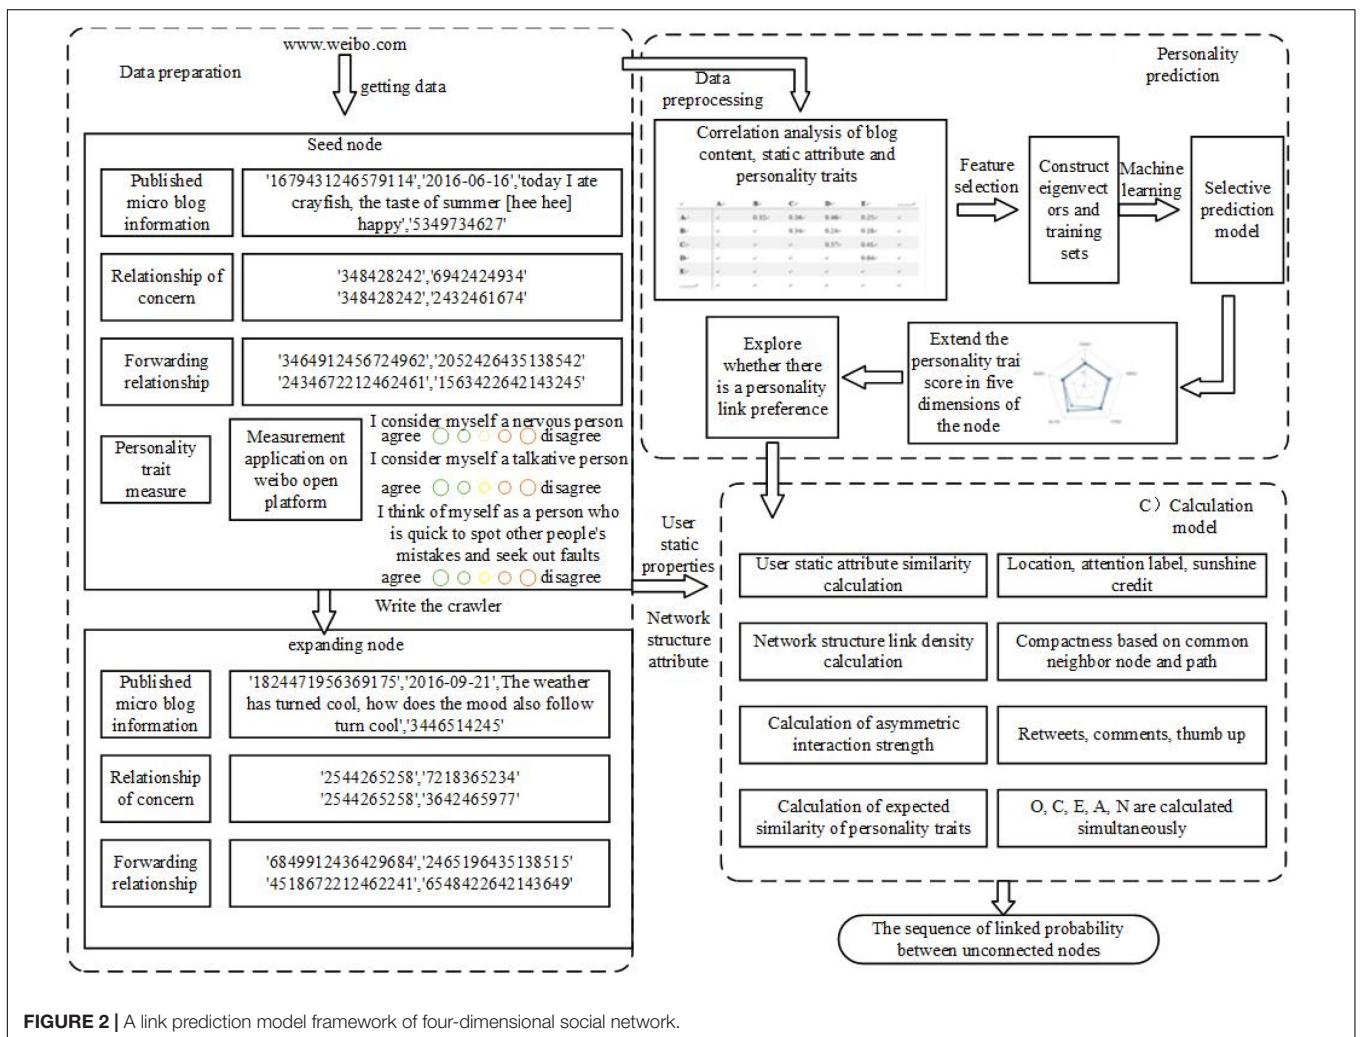 www.weibo.com
Data preparation
getting data
Seed node
Published
micro blog
information
'1679431246579114','2016-06-16','today I ate
crayfish, the taste of summer [hee hee]
happy','5349734627'
Relationship of
concern
'348428242','6942424934'
'348428242','2432461674'
Forwarding
relationship
'3464912456724962','2052426435138542'
'2434672212462461','1563422642143245'
Personality
trait
measure
Measurement
application on
weibo open
platform
I consider myself a nervous person
agree disagree
I consider myself a talkative person
agree disagree
I think of myself as a person who
is quick to spot other people's
mistakes and seek out faults
agree disagree
Write the crawler
expanding node
Published
micro blog
information
'1824471956369175','2016-09-21',The weather
has turned cool, how does the mood also follow
turn cool','3446514245'
Relationship
of concern
'2544265258','7218365234'
'2544265258','3642465977'
Forwarding
relationship
'6849912436429684','2465196435138515'
'4518672212462241','6548422642143649'
Personality
prediction
Data
preprocessing
Correlation analysis of blog
content, static attribute and
personality traits
A B C D E
A
B
C
D
E
Feature
selection
Construct
eigenvect
ors and
training
sets
Machine
learning
Selective
prediction
model
Extend the
personality trai
score in five
dimensions of
the node
Explore
whether there
is a personality
link preference
User
static
properties
Network
structure
attribute
C）Calculation
model
User static attribute similarity
calculation
Location, attention label, sunshine
credit
Network structure link density
calculation
Compactness based on common
neighbor node and path
Calculation of asymmetric
interaction strength
Retweets, comments, thumb up
Calculation of expected
similarity of personality traits
O, C, E, A, N are calculated
simultaneously
The sequence of linked probability
between unconnected nodes
FIGURE 2 | A link prediction model framework of four-dimensional social network.